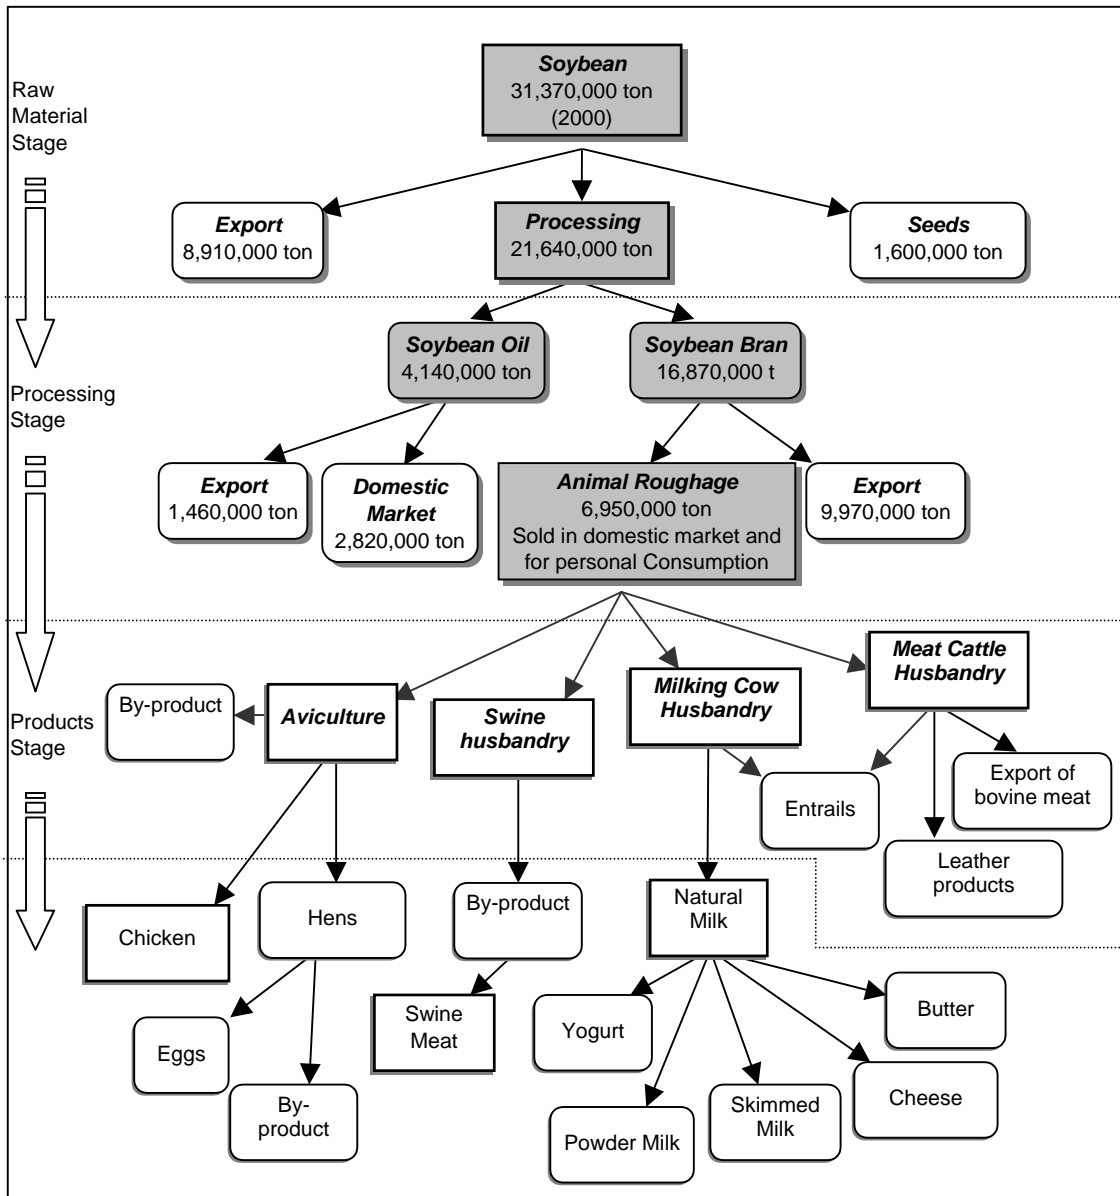 Raw
Material
Stage
Soybean
31,370,000 ton
(2000)
Export
8,910,000 ton
Processing
21,640,000 ton
Seeds
1,600,000 ton
Processing
Stage
Soybean Oil
4,140,000 ton
Soybean Bran
16,870,000 t
Export
1,460,000 ton
Domestic
Market
2,820,000 ton
Animal Roughage
6,950,000 ton
Sold in domestic market and
for personal Consumption
Export
9,970,000 ton
Products
Stage
By-product
Aviculture
Swine
husbandry
Milking Cow
Husbandry
Meat Cattle
Husbandry
Entrails
Export of
bovine meat
Leather
products
Chicken
Hens
By-product
Natural
Milk
Eggs
By-
product
Swine
Meat
Yogurt
Powder Milk
Skimmed
Milk
Cheese
Butter